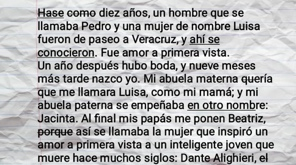 Hase como diez años, un hombre que se
llamaba Pedro y una mujer de nombre Luisa
fueron de paseo a Veracruz, y ahí se
conocieron. Fue amor a primera vista.
Un año después hubo boda, y nueve meses
más tarde nazco yo. Mi abuela materna quería
que me llamara Luisa, como mi mamá; y mi
abuela paterna se empeñaba en otro nombre:
Jacinta. Al final mis papás me ponen Beatriz,
porque así se llamaba la mujer que inspiró un
amor a primera vista a un inteligente joven que
muere hace muchos siglos: Dante Alighieri, el